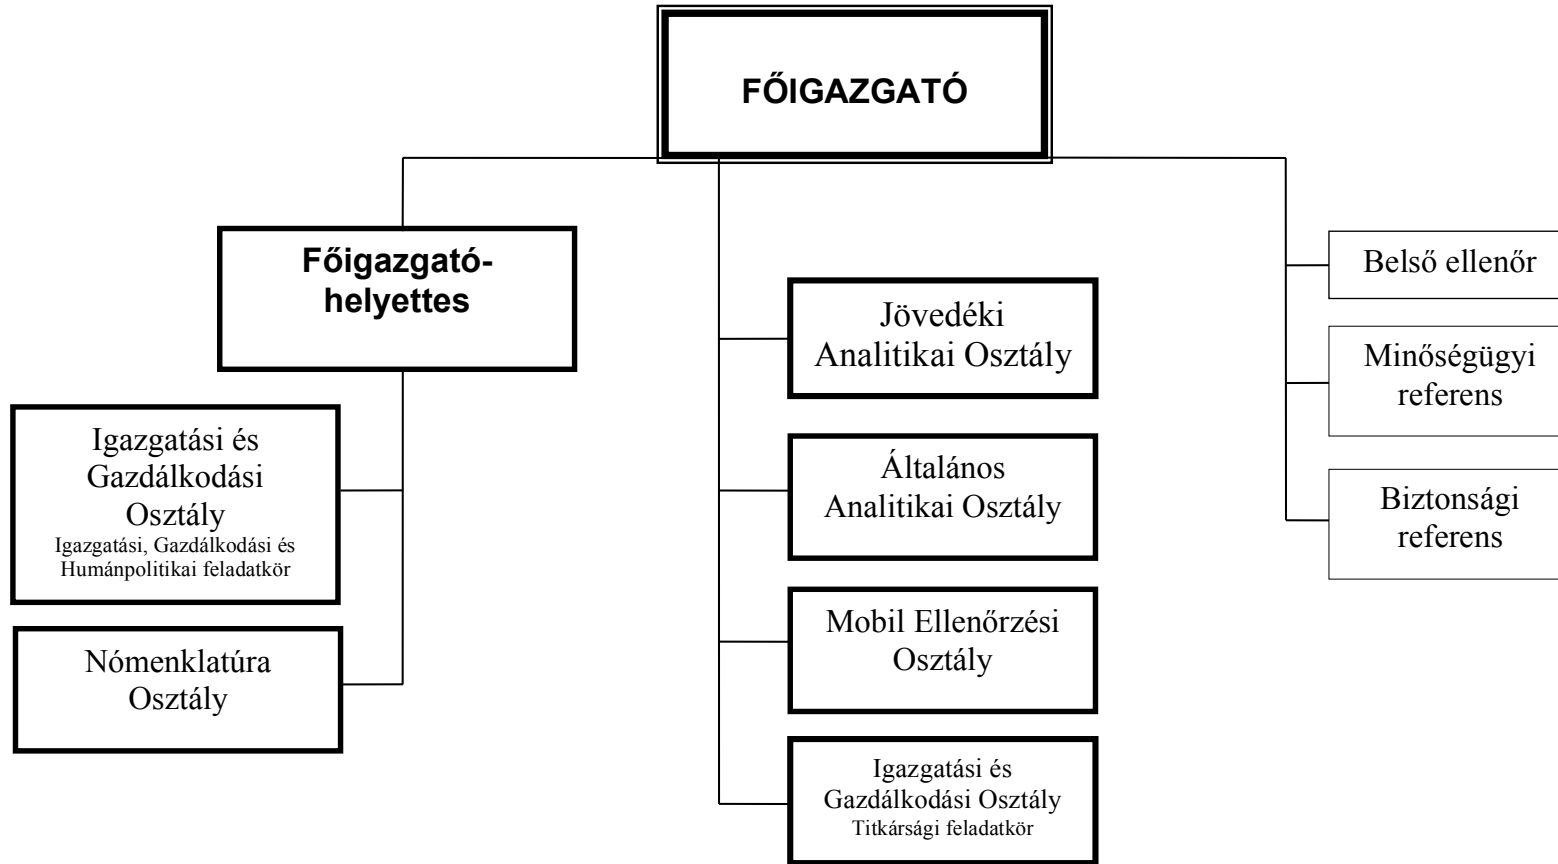 FŐIGAZGATÓ
Főigazgató-
helyettes
Igazgatási és
Gazdálkodási
Osztály
Igazgatási, Gazdálkodási és
Humánpolitikai feladatkör
Nómenklatúra
Osztály
Jövedéki
Analitikai Osztály
Általános
Analitikai Osztály
Mobil Ellenőrzési
Osztály
Igazgatási és
Gazdálkodási Osztály
Titkársági feladatkör
Belső ellenőr
Minőségügyi
referens
Biztonsági
referens